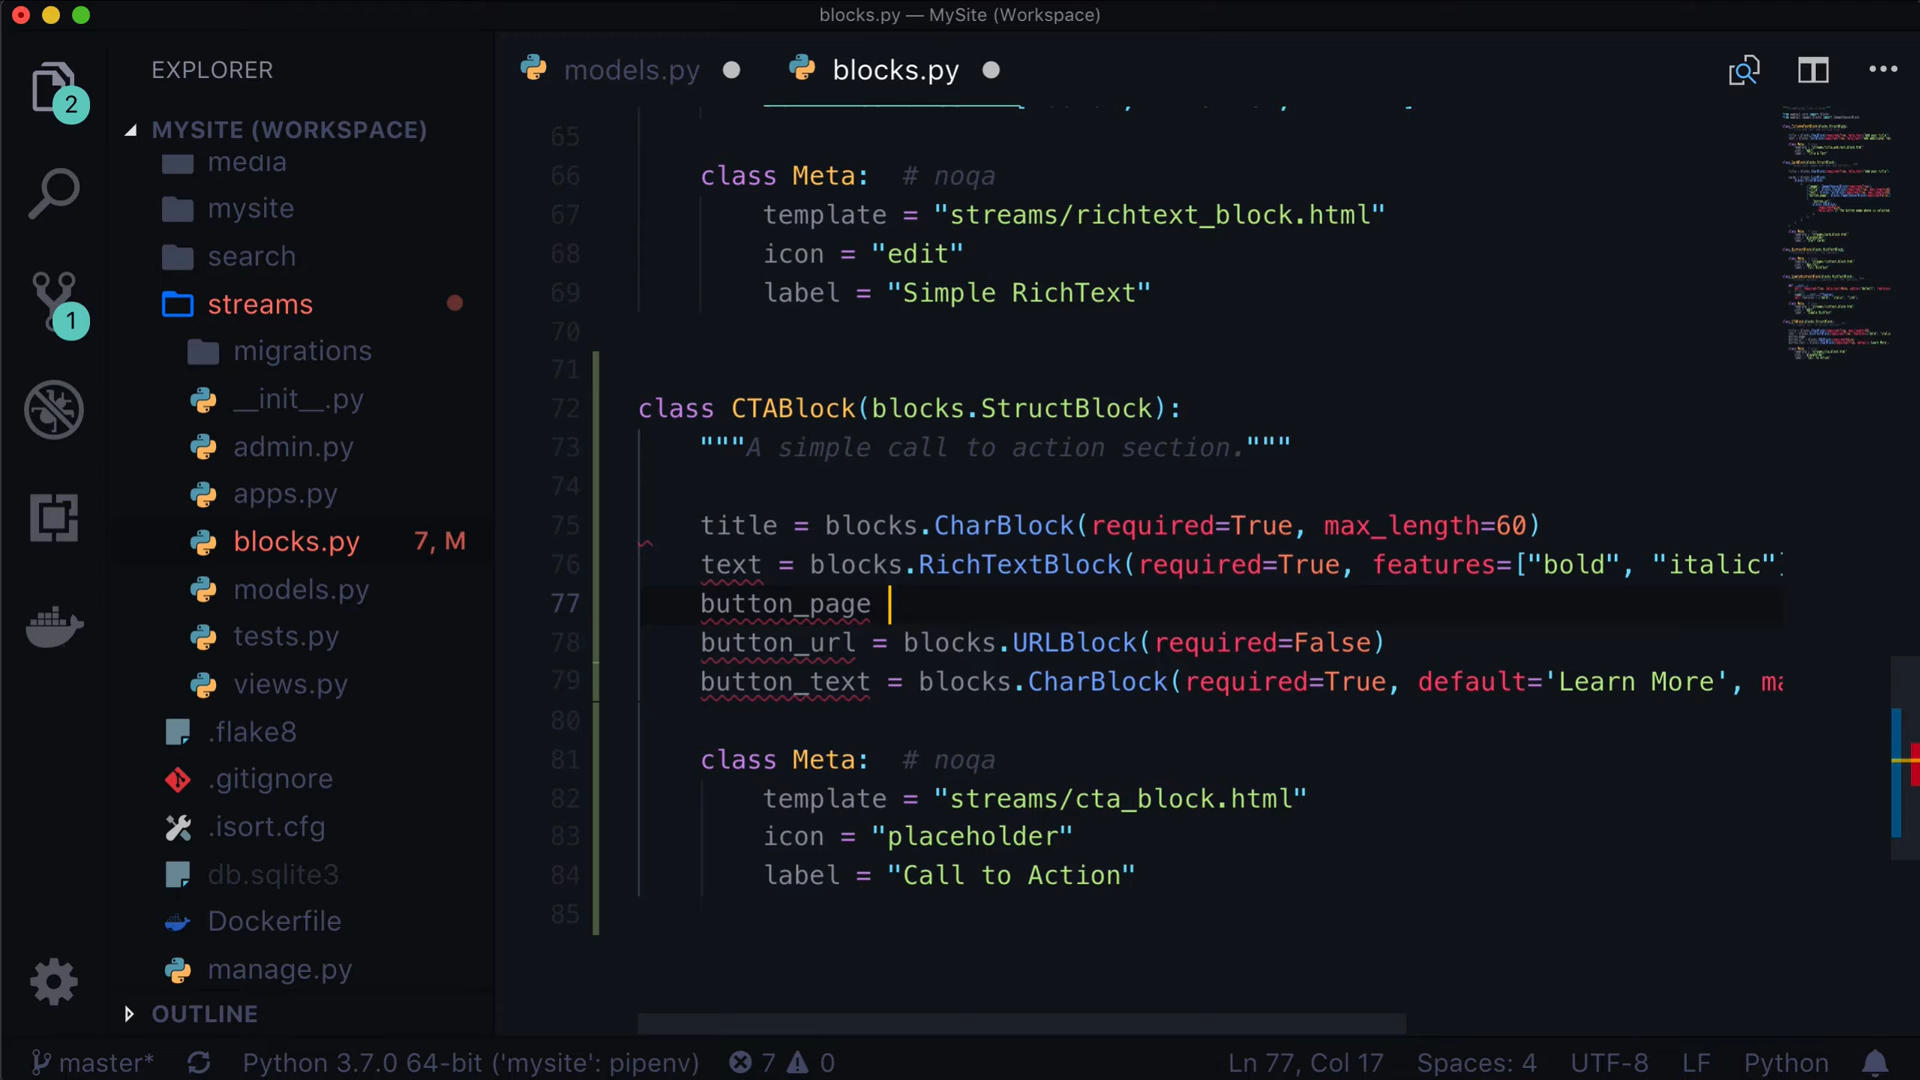 blocks.py — MySite (Workspace)
EXPLORER
models.py
blocks.py
2
MYSITE (WORKSPACE)
media
mysite
search
streams
1
migrations
__init__.py
admin.py
apps.py
blocks.py 7, M
models.py
tests.py
views.py
.flake8
.gitignore
.isort.cfg
db.sqlite3
Dockerfile
manage.py
OUTLINE
65
66 class Meta:  # noqa
67 template = "streams/richtext_block.html"
68 icon = "edit"
69 label = "Simple RichText"
70
71
72 class CTABlock(blocks.StructBlock):
73 """A simple call to action section."""
74
75 title = blocks.CharBlock(required=True, max_length=60)
76 text = blocks.RichTextBlock(required=True, features=["bold", "italic"]
77 button_page
78 button_url = blocks.URLBlock(required=False)
79 button_text = blocks.CharBlock(required=True, default='Learn More', ma
80
81 class Meta:  # noqa
82 template = "streams/cta_block.html"
83 icon = "placeholder"
84 label = "Call to Action"
85
master* Python 3.7.0 64-bit ('mysite': pipenv) 7 0 Ln 77, Col 17 Spaces: 4 UTF-8 LF Python